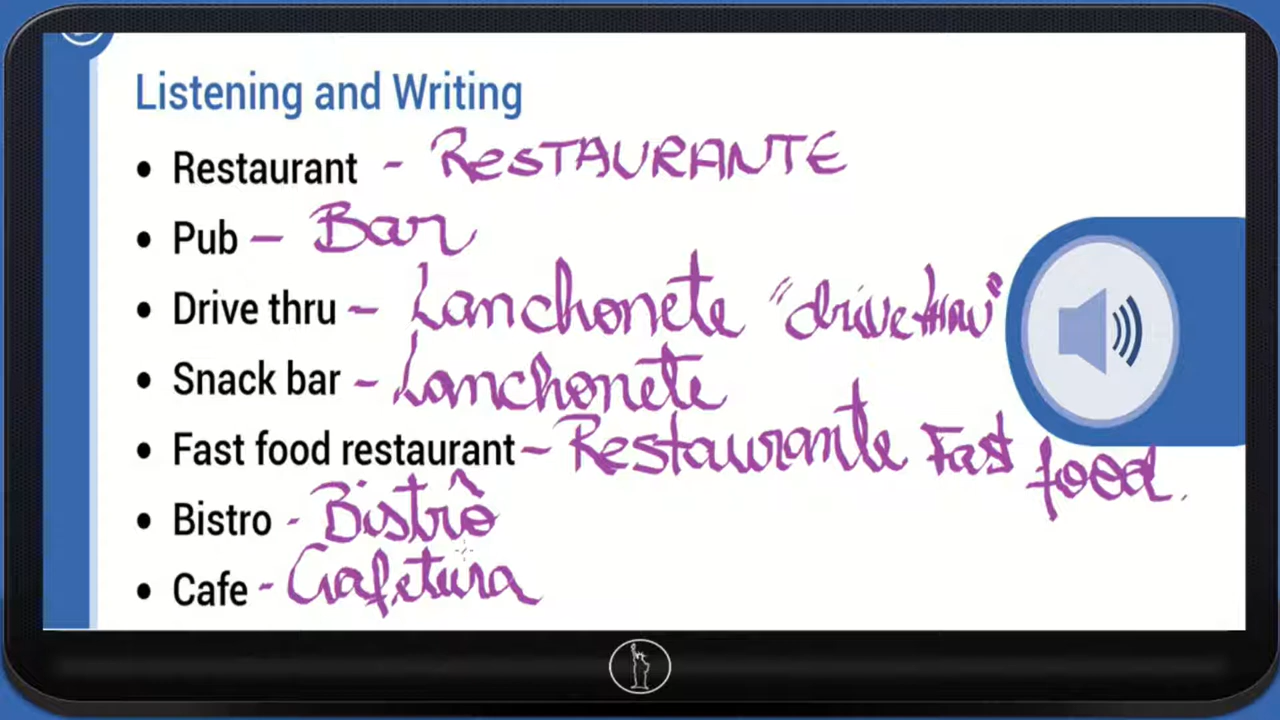 Listening and Writing
• Restaurant - RESTAURANTE
• Pub - Bar
• Drive thru - Lanchonete "drive thru"
• Snack bar - Lanchonete
• Fast food restaurant - Restaurante Fast food.
• Bistro - Bistrô
• Cafe - Cafeteria